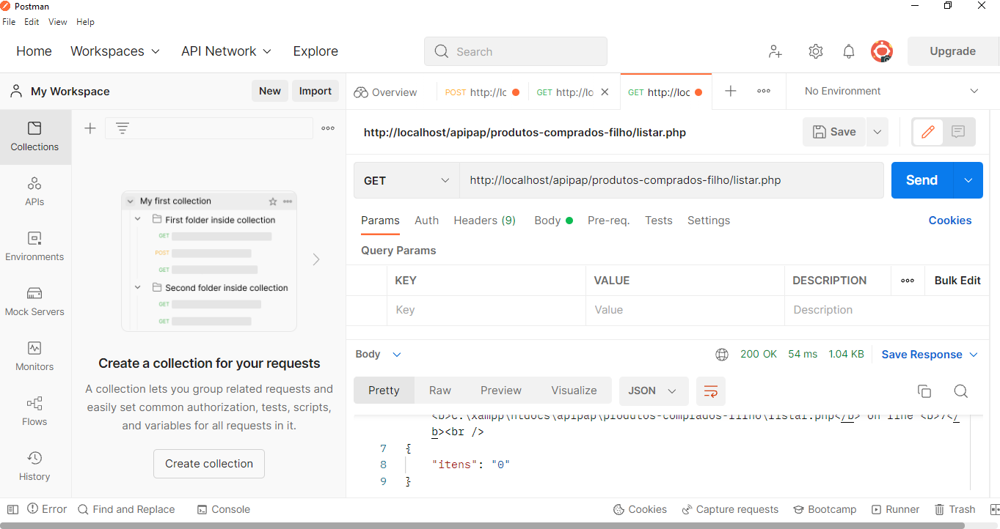 Postman
File Edit View Help
Home Workspaces API Network Explore Search Upgrade
My Workspace New Import
Overview POST http://lc GET http://lo GET http://loc No Environment
Collections
APIs
Environments
Mock Servers
Monitors
Flows
History
My first collection
First folder inside collection
GET
POST
GET
Second folder inside collection
GET
GET
Create a collection for your requests
A collection lets you group related requests and
easily set common authorization, tests, scripts,
and variables for all requests in it.
Create collection
http://localhost/apipap/produtos-comprados-filho/listar.php Save
GET http://localhost/apipap/produtos-comprados-filho/listar.php Send
Params Auth Headers (9) Body Pre-req. Tests Settings Cookies
Query Params
KEY VALUE DESCRIPTION Bulk Edit
Key Value Description
Body 200 OK 54 ms 1.04 KB Save Response
Pretty Raw Preview Visualize JSON
<b>C:\xampp\htdocs\apipap\produtos-comprados-filho\listar.php</b> on line <b>7</
b><br />
7 {
8 "itens": "0"
9 }
Error Find and Replace Console Cookies Capture requests Bootcamp Runner Trash